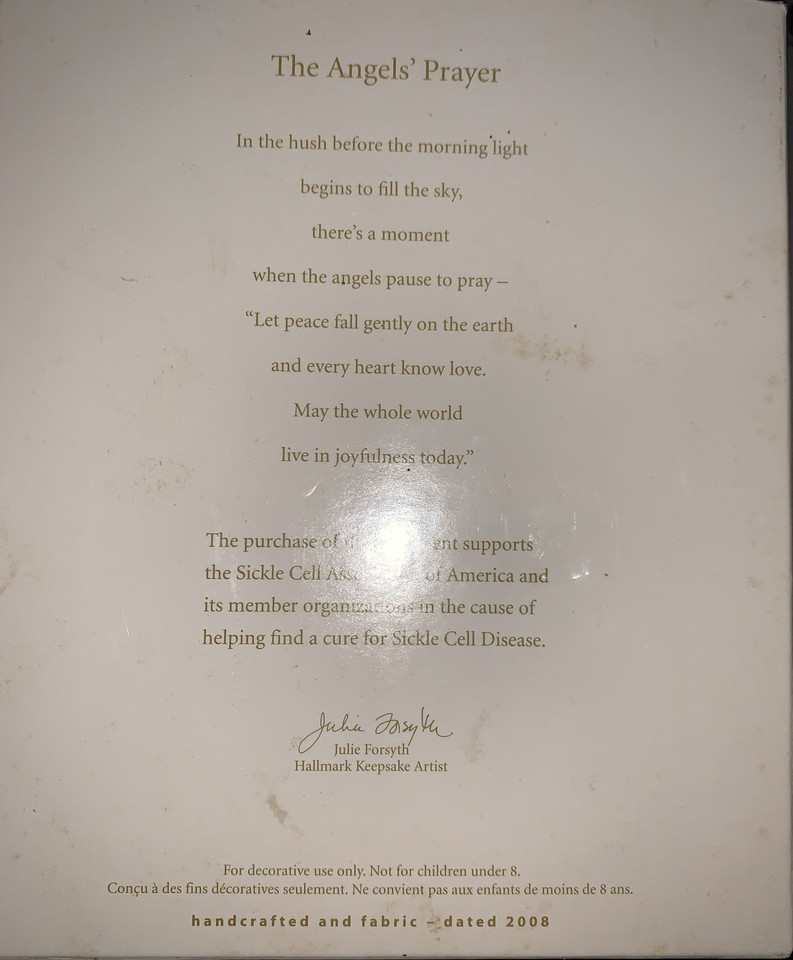 The Angels’ Prayer
In the hush before the morning light
begins to fill the sky,
there’s a moment
when the angels pause to pray –
“Let peace fall gently on the earth
and every heart know love.
May the whole world
live in joyfulness today.”
The purchase of supports
the Sickle Cell of America and
its member organizations in the cause of
helping find a cure for Sickle Cell Disease.
Julie Forsyth
Julie Forsyth
Hallmark Keepsake Artist
For decorative use only. Not for children under 8.
Conçu à des fins décoratives seulement. Ne convient pas aux enfants de moins de 8 ans.
handcrafted and fabric – dated 2008